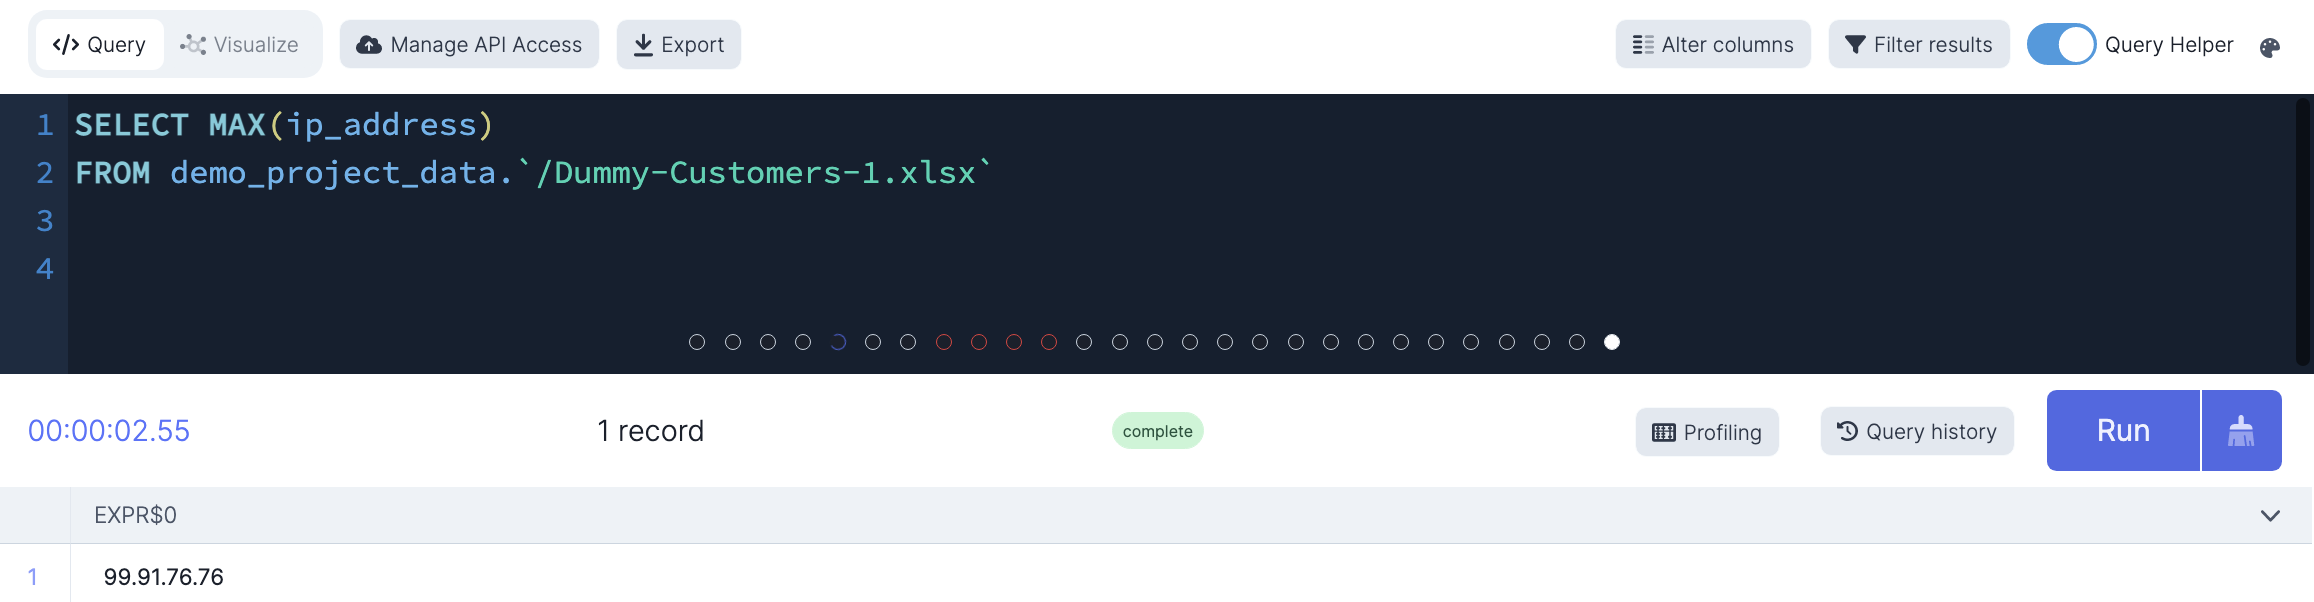 </> Query Visualize Manage API Access Export Alter columns Filter results Query Helper
1 SELECT MAX(ip_address)
2 FROM demo_project_data.`/Dummy-Customers-1.xlsx`
3
4
00:00:02.55 1 record complete Profiling Query history Run
EXPR$0
1 99.91.76.76